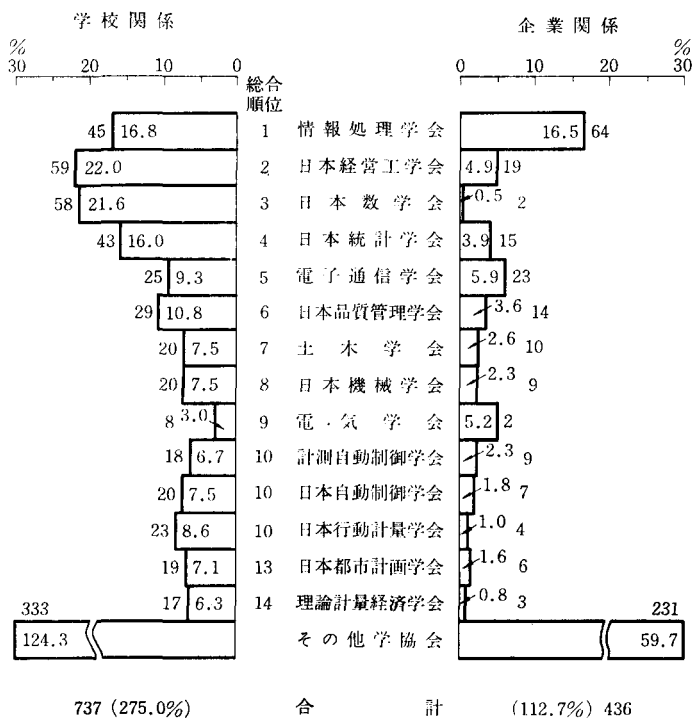 学校関係 企業関係
% %
30 20 10 0 0 10 20 30
総合
順位
45 16.8 1 情報処理学会 16.5 64
59 22.0 2 日本経営工学会 4.9 19
58 21.6 3 日本数学会 0.5 2
43 16.0 4 日本統計学会 3.9 15
25 9.3 5 電子通信学会 5.9 23
29 10.8 6 日本品質管理学会 3.6 14
20 7.5 7 土木学会 2.6 10
20 7.5 8 日本機械学会 2.3 9
8 3.0 9 電気学会 5.2 2
18 6.7 10 計測自動制御学会 2.3 9
20 7.5 10 日本自動制御学会 1.8 7
23 8.6 10 日本行動計量学会 1.0 4
19 7.1 13 日本都市計画学会 1.6 6
17 6.3 14 理論計量経済学会 0.8 3
333 231
124.3 その他学協会 59.7
737 (275.0%) 合計 (112.7%) 436